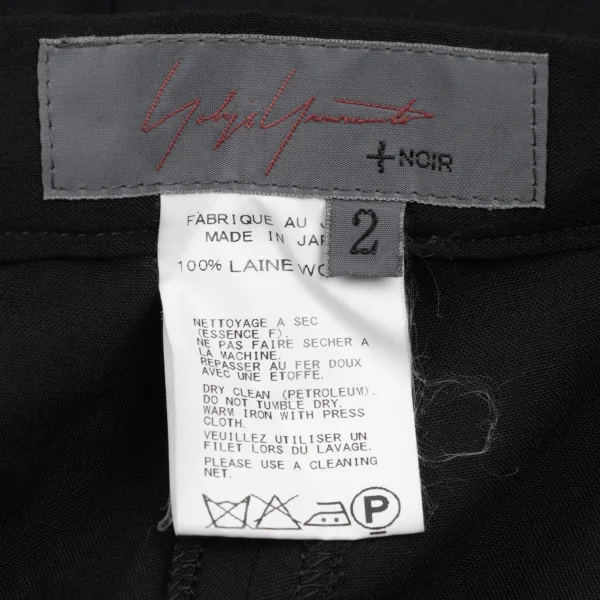 Yohji Yamamoto
+NOIR
2
FABRIQUE AU
MADE IN
100% LAINE
NETTOYAGE A SEC
(ESSENCE F).
NE PAS FAIRE SECHER A
LA MACHINE.
REPASSER AU FER DOUX
AVEC UNE ETOFFE.
DRY CLEAN (PETROLEUM).
DO NOT TUMBLE DRY.
WARM IRON WITH PRESS
CLOTH.
VEUILLEZ UTILISER UN
FILET LORS DU LAVAGE.
PLEASE USE A CLEANING
NET.
P